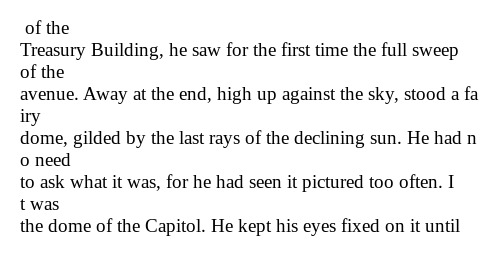 of the
Treasury Building, he saw for the first time the full sweep
of the
avenue. Away at the end, high up against the sky, stood a fa
iry
dome, gilded by the last rays of the declining sun. He had n
o need
to ask what it was, for he had seen it pictured too often. I
t was
the dome of the Capitol. He kept his eyes fixed on it until